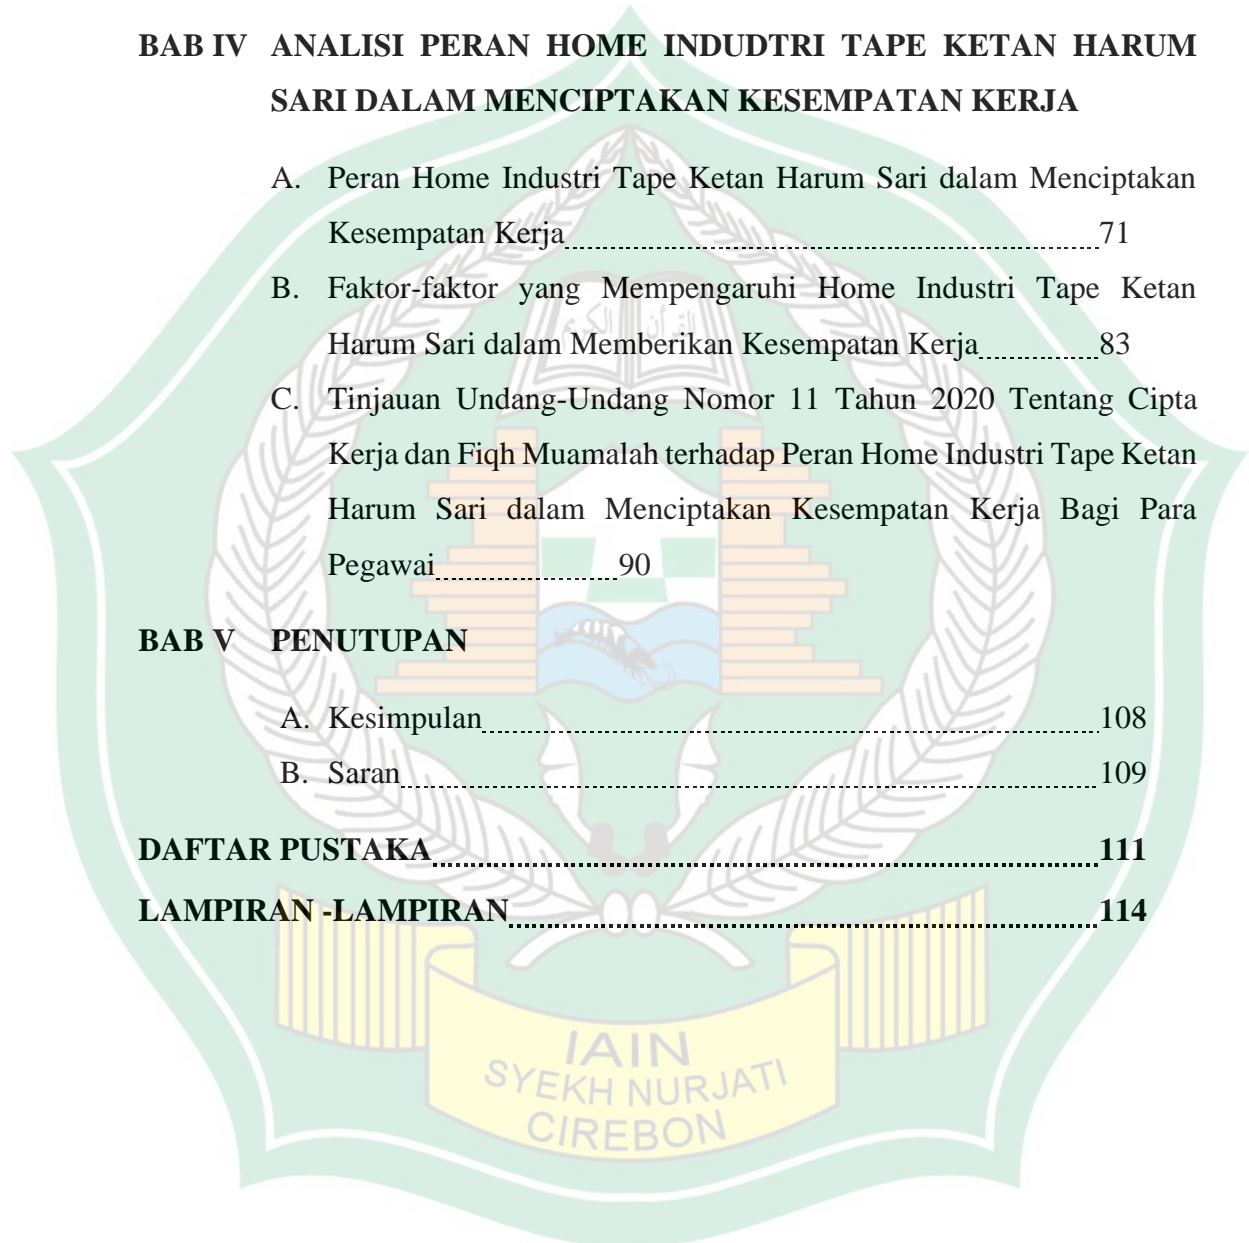 BAB IV ANALISI PERAN HOME INDUDTRI TAPE KETAN HARUM
SARI DALAM MENCIPTAKAN KESEMPATAN KERJA
A. Peran Home Industri Tape Ketan Harum Sari dalam Menciptakan
Kesempatan Kerja 71
B. Faktor-faktor yang Mempengaruhi Home Industri Tape Ketan
Harum Sari dalam Memberikan Kesempatan Kerja 83
C. Tinjauan Undang-Undang Nomor 11 Tahun 2020 Tentang Cipta
Kerja dan Fiqh Muamalah terhadap Peran Home Industri Tape Ketan
Harum Sari dalam Menciptakan Kesempatan Kerja Bagi Para
Pegawai 90
BAB V PENUTUPAN
A. Kesimpulan 108
B. Saran 109
DAFTAR PUSTAKA 111
LAMPIRAN -LAMPIRAN 114
IAIN
SYEKH NURJATI
CIREBON